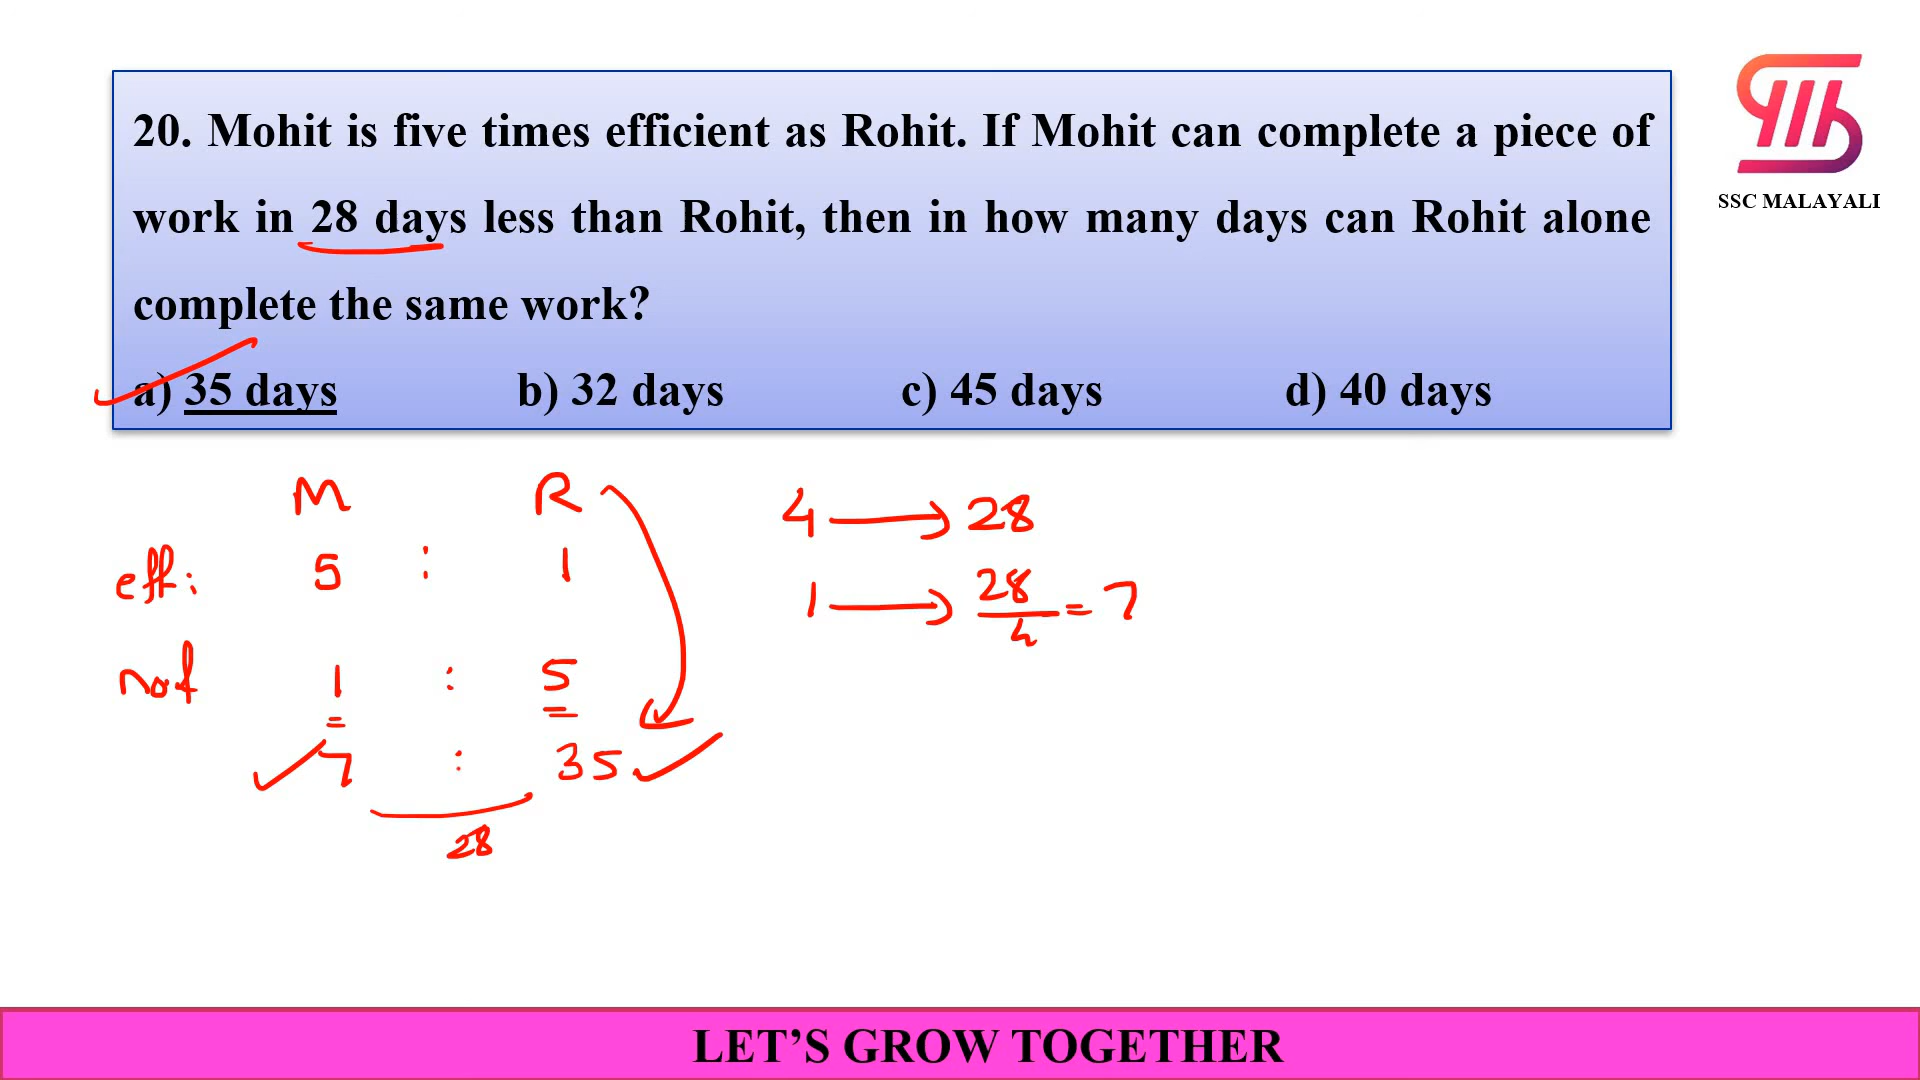 20. Mohit is five times efficient as Rohit. If Mohit can complete a piece of
work in 28 days less than Rohit, then in how many days can Rohit alone
complete the same work?
a) 35 days b) 32 days c) 45 days d) 40 days
SSC MALAYALI
M R
effi 5 : 1
1 : 5
7 : 35
28
4 → 28
1 → 28/4 = 7
LET’S GROW TOGETHER